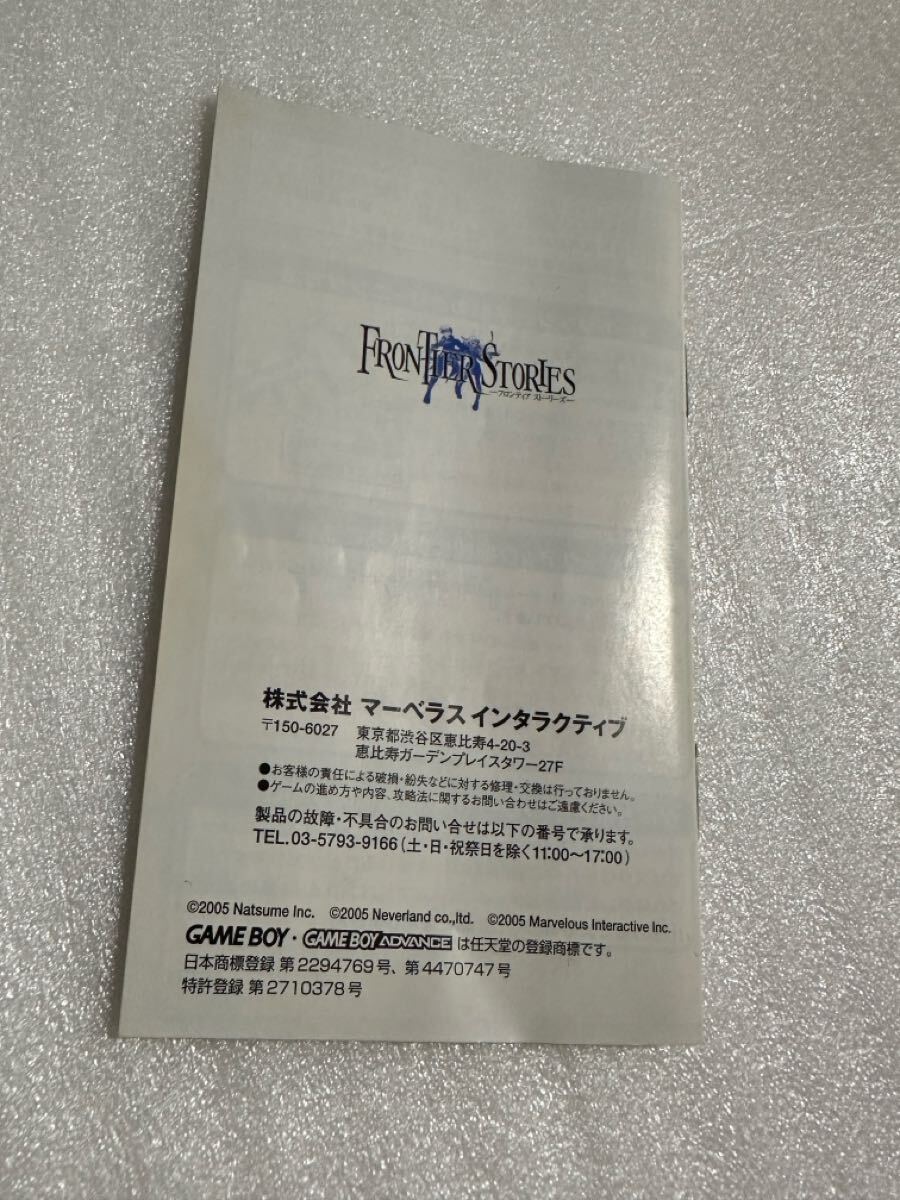 FRONTIER STORIES
—フロンティア ストーリーズ—
株式会社 マーベラス インタラクティブ
〒150-6027 東京都渋谷区恵比寿4-20-3
恵比寿ガーデンプレイスタワー27F
●お客様の責任による破損・紛失などに対する修理・交換は行っておりません。
●ゲームの進め方や内容、攻略法に関するお問い合わせはご遠慮ください。
製品の故障・不具合のお問い合せは以下の番号で承ります。
TEL.03-5793-9166(土・日・祝祭日を除く11:00〜17:00)
©2005 Natsume Inc. ©2005 Neverland co.,ltd. ©2005 Marvelous Interactive Inc.
GAME BOY・GAME BOY ADVANCE は任天堂の登録商標です。
日本商標登録 第2294769号、第4470747号
特許登録 第2710378号